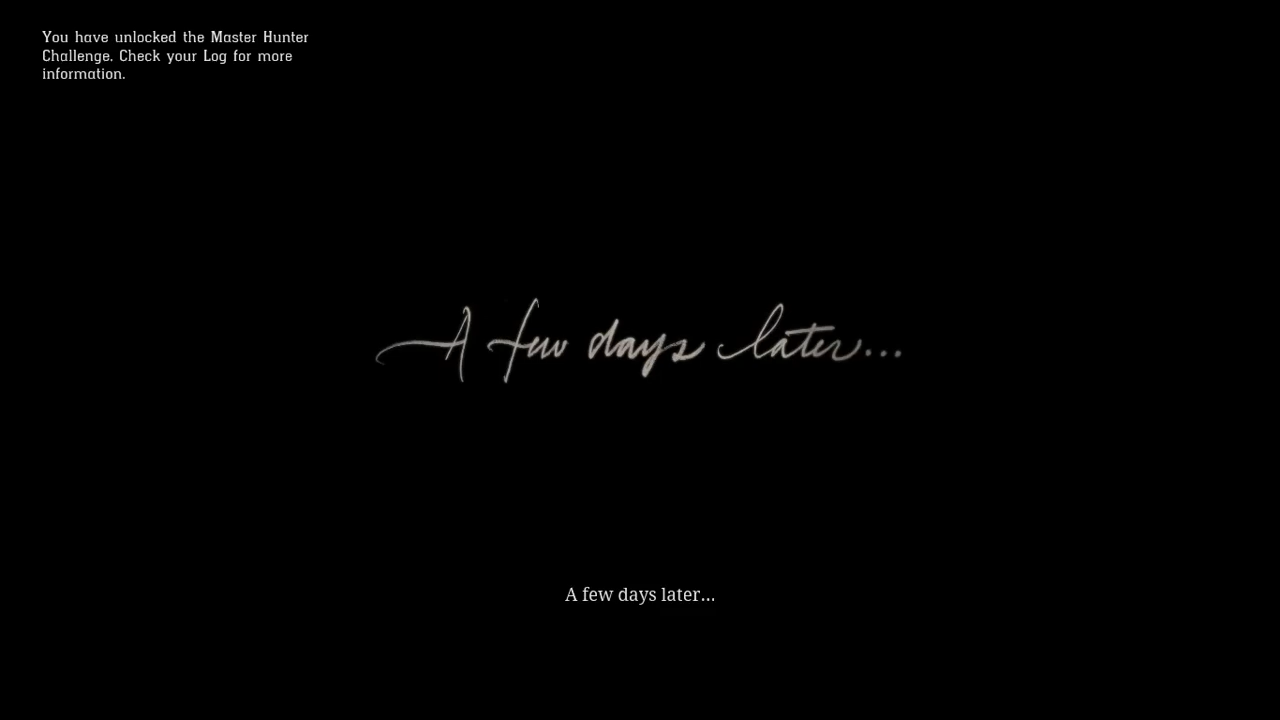 You have unlocked the Master Hunter
Challenge. Check your Log for more
information.
A few days later...
A few days later...